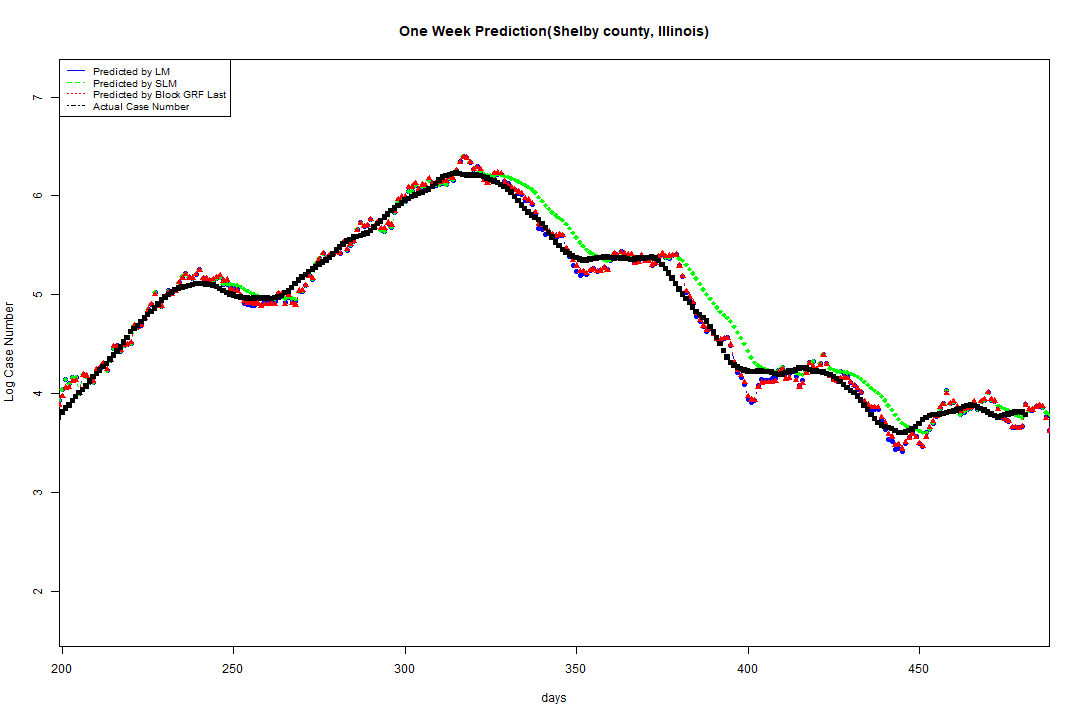 One Week Prediction(Shelby county, Illinois)
Predicted by LM
Predicted by SLM
Predicted by Block GRF Last
Actual Case Number
7
6
5
4
3
2
Log Case Number
200 250 300 350 400 450
days